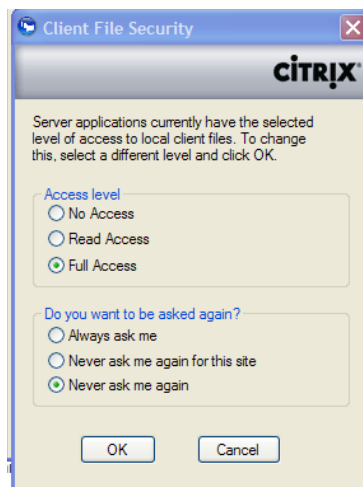 Client File Security
CITRIX
Server applications currently have the selected
level of access to local client files. To change
this, select a different level and click OK.
Access level
No Access
Read Access
Full Access
Do you want to be asked again?
Always ask me
Never ask me again for this site
Never ask me again
OK Cancel